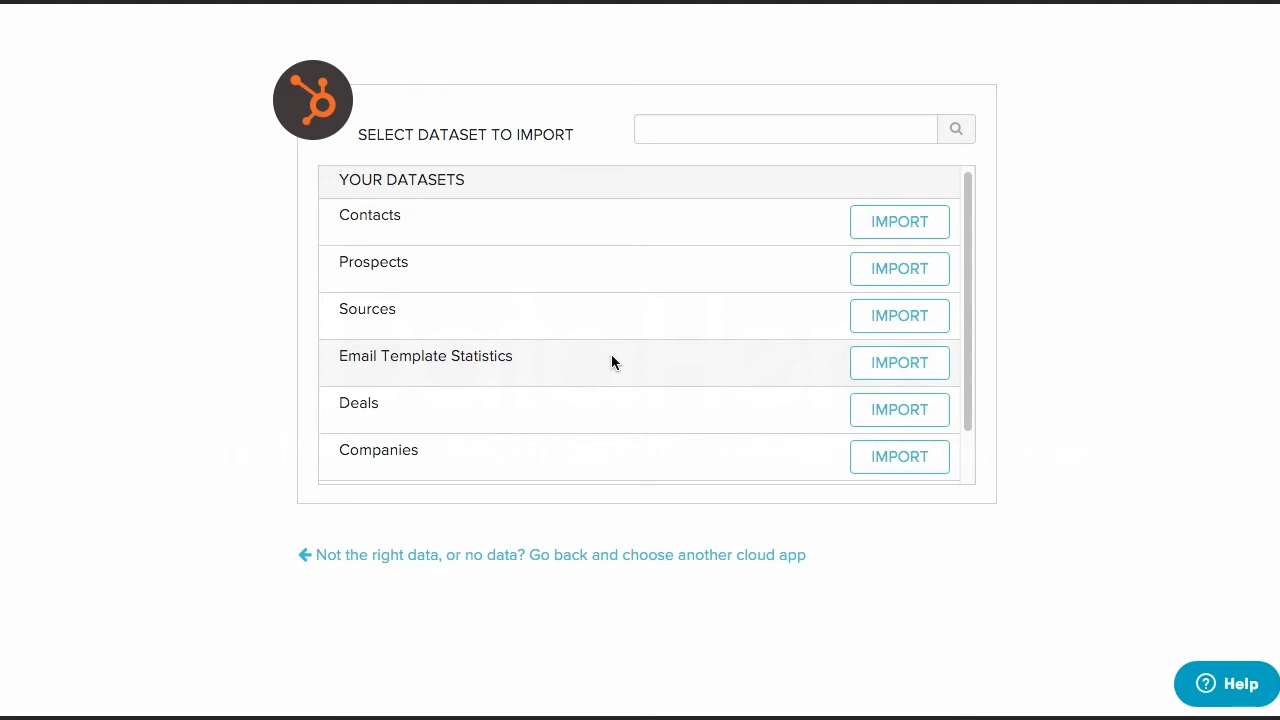 SELECT DATASET TO IMPORT
YOUR DATASETS
Contacts
IMPORT
Prospects
IMPORT
Sources
IMPORT
Email Template Statistics
IMPORT
Deals
IMPORT
Companies
IMPORT
Not the right data, or no data? Go back and choose another cloud app
Help